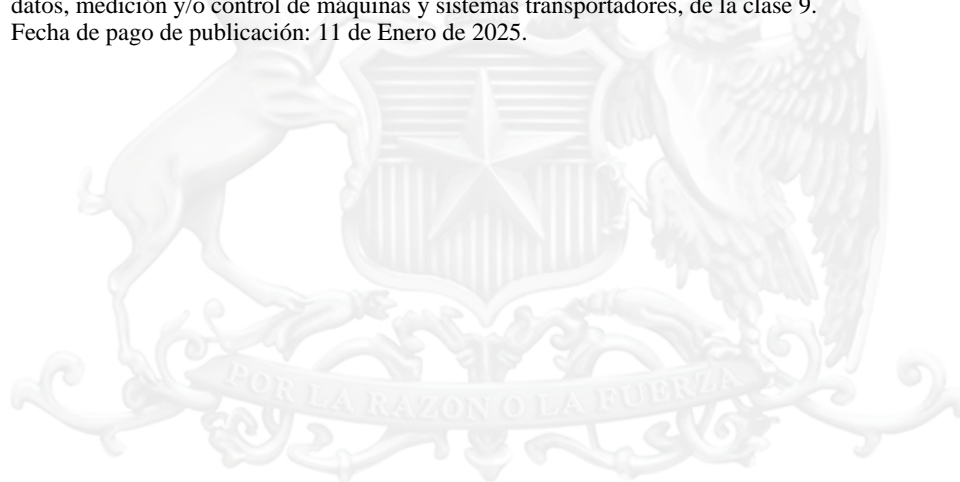 datos, medición y/o control de máquinas y sistemas transportadores, de la clase 9.
Fecha de pago de publicación: 11 de Enero de 2025.
POR LA RAZON O LA FUERZA